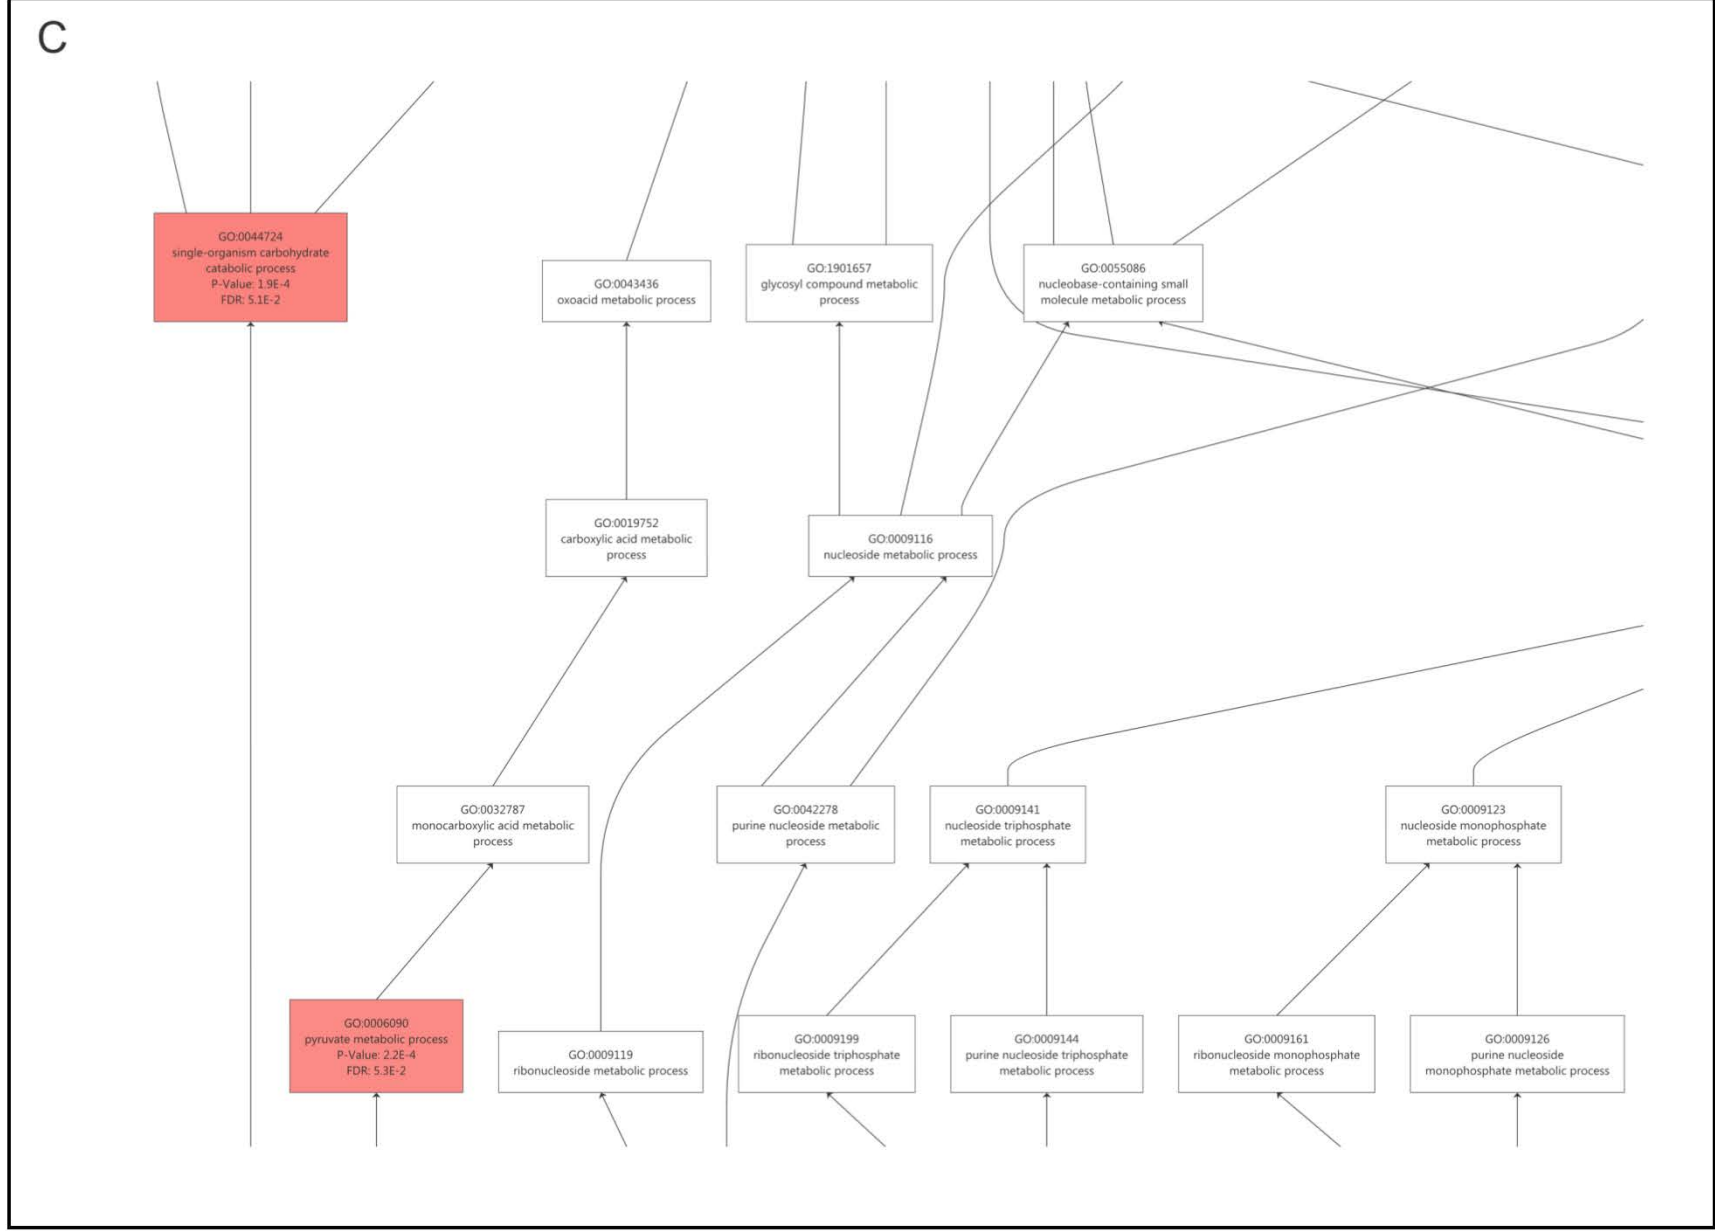 C
GO:0044724
single-organism carbohydrate
catabolic process
P-Value: 1.9E-4
FDR: 5.1E-2
GO:0043436
oxoacid metabolic process
GO:1901657
glycosyl compound metabolic
process
GO:0055086
nucleobase-containing small
molecule metabolic process
GO:0019752
carboxylic acid metabolic
process
GO:0009116
nucleoside metabolic process
GO:0032787
monocarboxylic acid metabolic
process
GO:0042278
purine nucleoside metabolic
process
GO:0009141
nucleoside triphosphate
metabolic process
GO:0009123
nucleoside monophosphate
metabolic process
GO:0006090
pyruvate metabolic process
P-Value: 2.2E-4
FDR: 5.3E-2
GO:0009119
ribonucleoside metabolic process
GO:0009199
ribonucleoside triphosphate
metabolic process
GO:0009144
purine nucleoside triphosphate
metabolic process
GO:0009161
ribonucleoside monophosphate
metabolic process
GO:0009126
purine nucleoside
monophosphate metabolic process